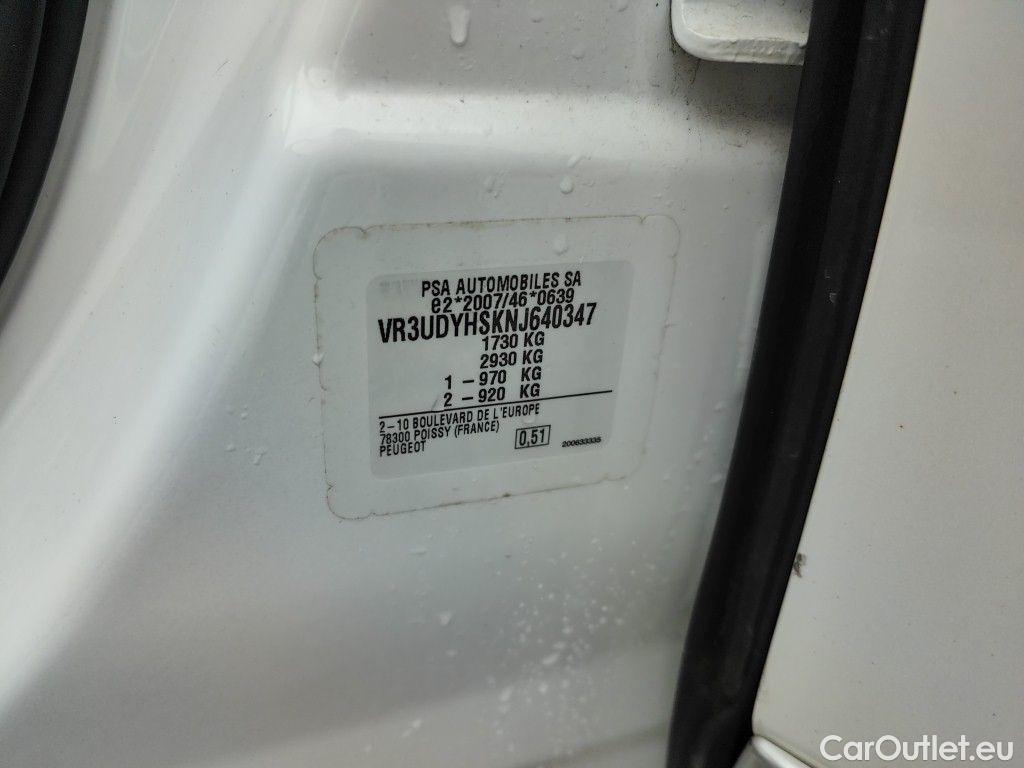 PSA AUTOMOBILES SA
e2*2007/46*0639
VR3UDYHSKNJ640347
1730 KG
2930 KG
1 – 970 KG
2 – 920 KG
2–10 BOULEVARD DE L'EUROPE
78300 POISSY (FRANCE)
PEUGEOT
0,51
200633335
CarOutlet.eu